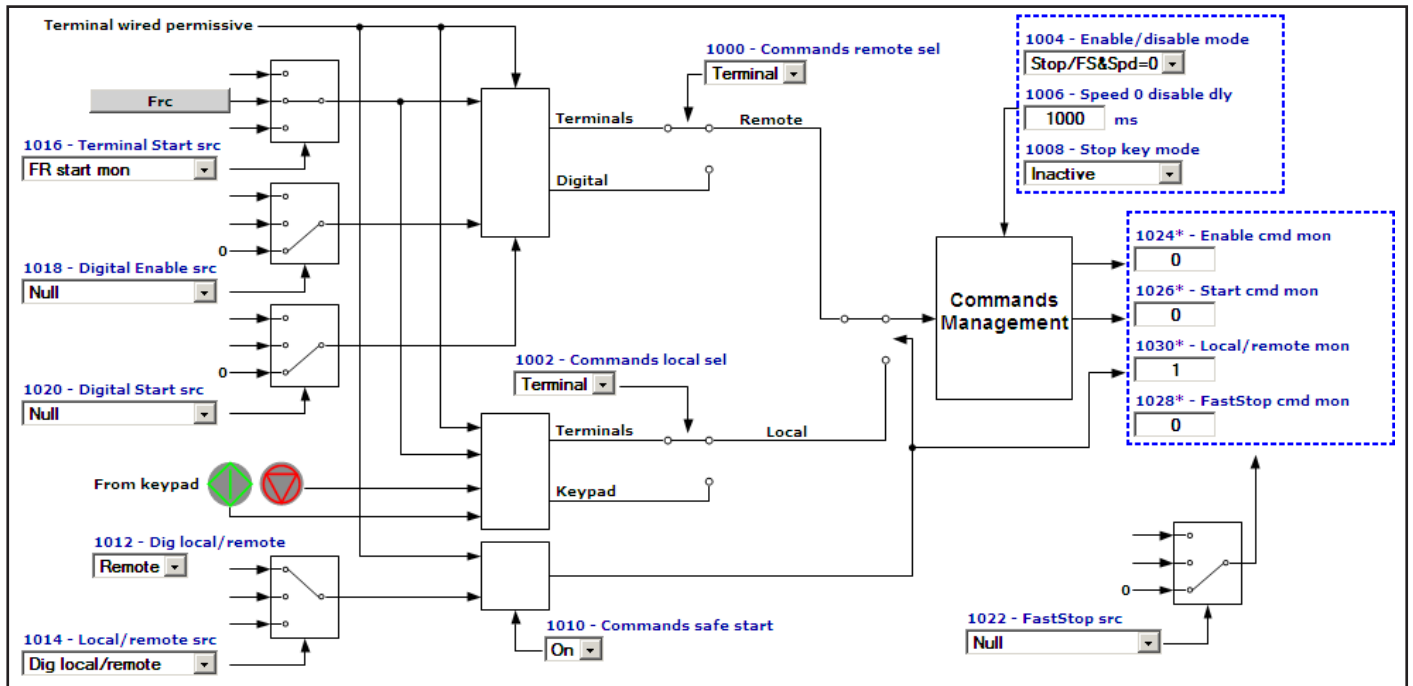 Terminal wired permissive
Frc
1016 - Terminal Start src
FR start mon
0
1018 - Digital Enable src
Null
0
1020 - Digital Start src
Null
From keypad
1012 - Dig local/remote
Remote
1014 - Local/remote src
Dig local/remote
1000 - Commands remote sel
Terminal
Terminals
Remote
Digital
1002 - Commands local sel
Terminal
Terminals
Local
Keypad
1010 - Commands safe start
On
1004 - Enable/disable mode
Stop/FS&Spd=0
1006 - Speed 0 disable dly
1000 ms
1008 - Stop key mode
Inactive
Commands
Management
1024* - Enable cmd mon
0
1026* - Start cmd mon
0
1030* - Local/remote mon
1
1028* - FastStop cmd mon
0
0
1022 - FastStop src
Null